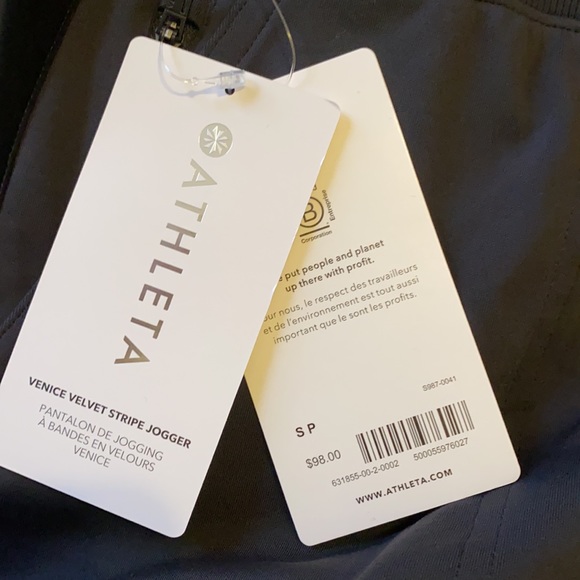 ATHLETA
VENICE VELVET STRIPE JOGGER
PANTALON DE JOGGING
À BANDES EN VELOURS
VENICE
B
Corporation
Entreprise
put people and planet
up there with profit.
nous, le respect des travailleurs
et de l'environnement est tout aussi
important que le sont les profits.
S987-0041
S P
$98.00
631855-00-2-0002
500055976027
WWW.ATHLETA.COM